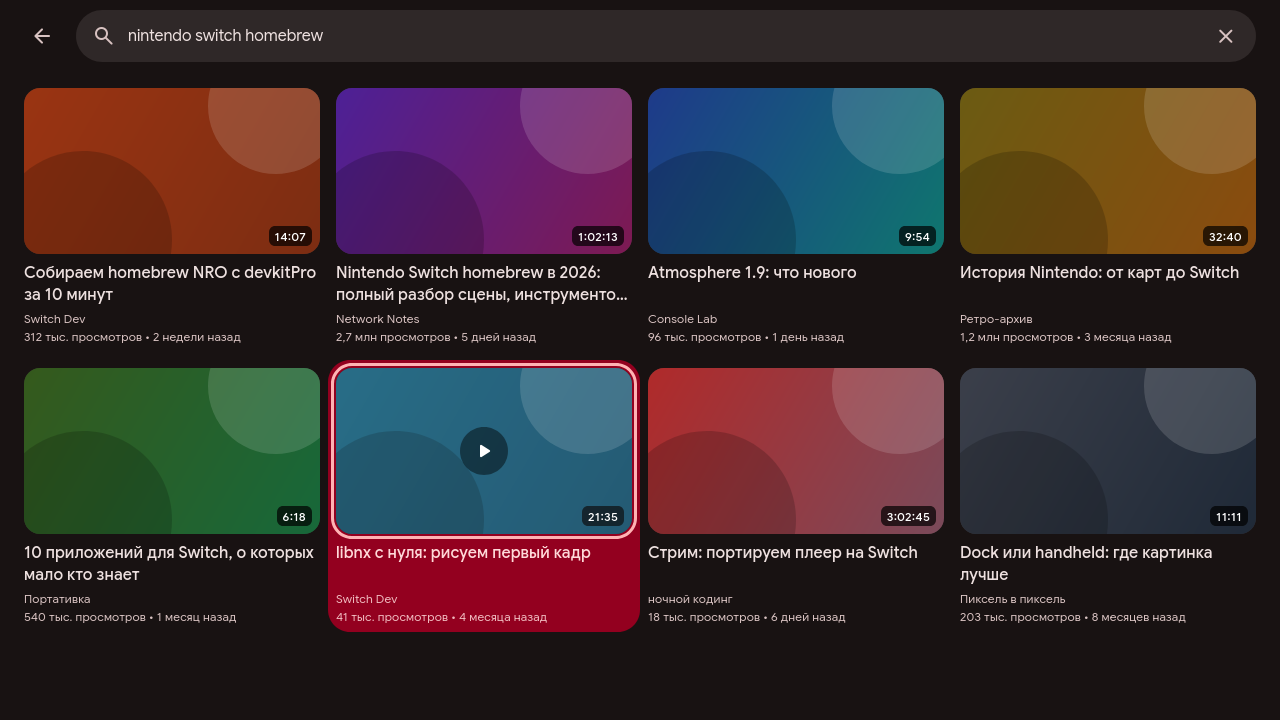 nintendo switch homebrew
14:07
1:02:13
9:54
32:40
Собираем homebrew NRO с devkitPro
за 10 минут
Switch Dev
312 тыс. просмотров • 2 недели назад
Nintendo Switch homebrew в 2026:
полный разбор сцены, инструменто…
Network Notes
2,7 млн просмотров • 5 дней назад
Atmosphere 1.9: что нового
Console Lab
96 тыс. просмотров • 1 день назад
История Nintendo: от карт до Switch
Ретро-архив
1,2 млн просмотров • 3 месяца назад
6:18
21:35
3:02:45
11:11
10 приложений для Switch, о которых
мало кто знает
Портативка
540 тыс. просмотров • 1 месяц назад
libnx с нуля: рисуем первый кадр
Switch Dev
41 тыс. просмотров • 4 месяца назад
Стрим: портируем плеер на Switch
ночной кодинг
18 тыс. просмотров • 6 дней назад
Dock или handheld: где картинка
лучше
Пиксель в пиксель
203 тыс. просмотров • 8 месяцев назад